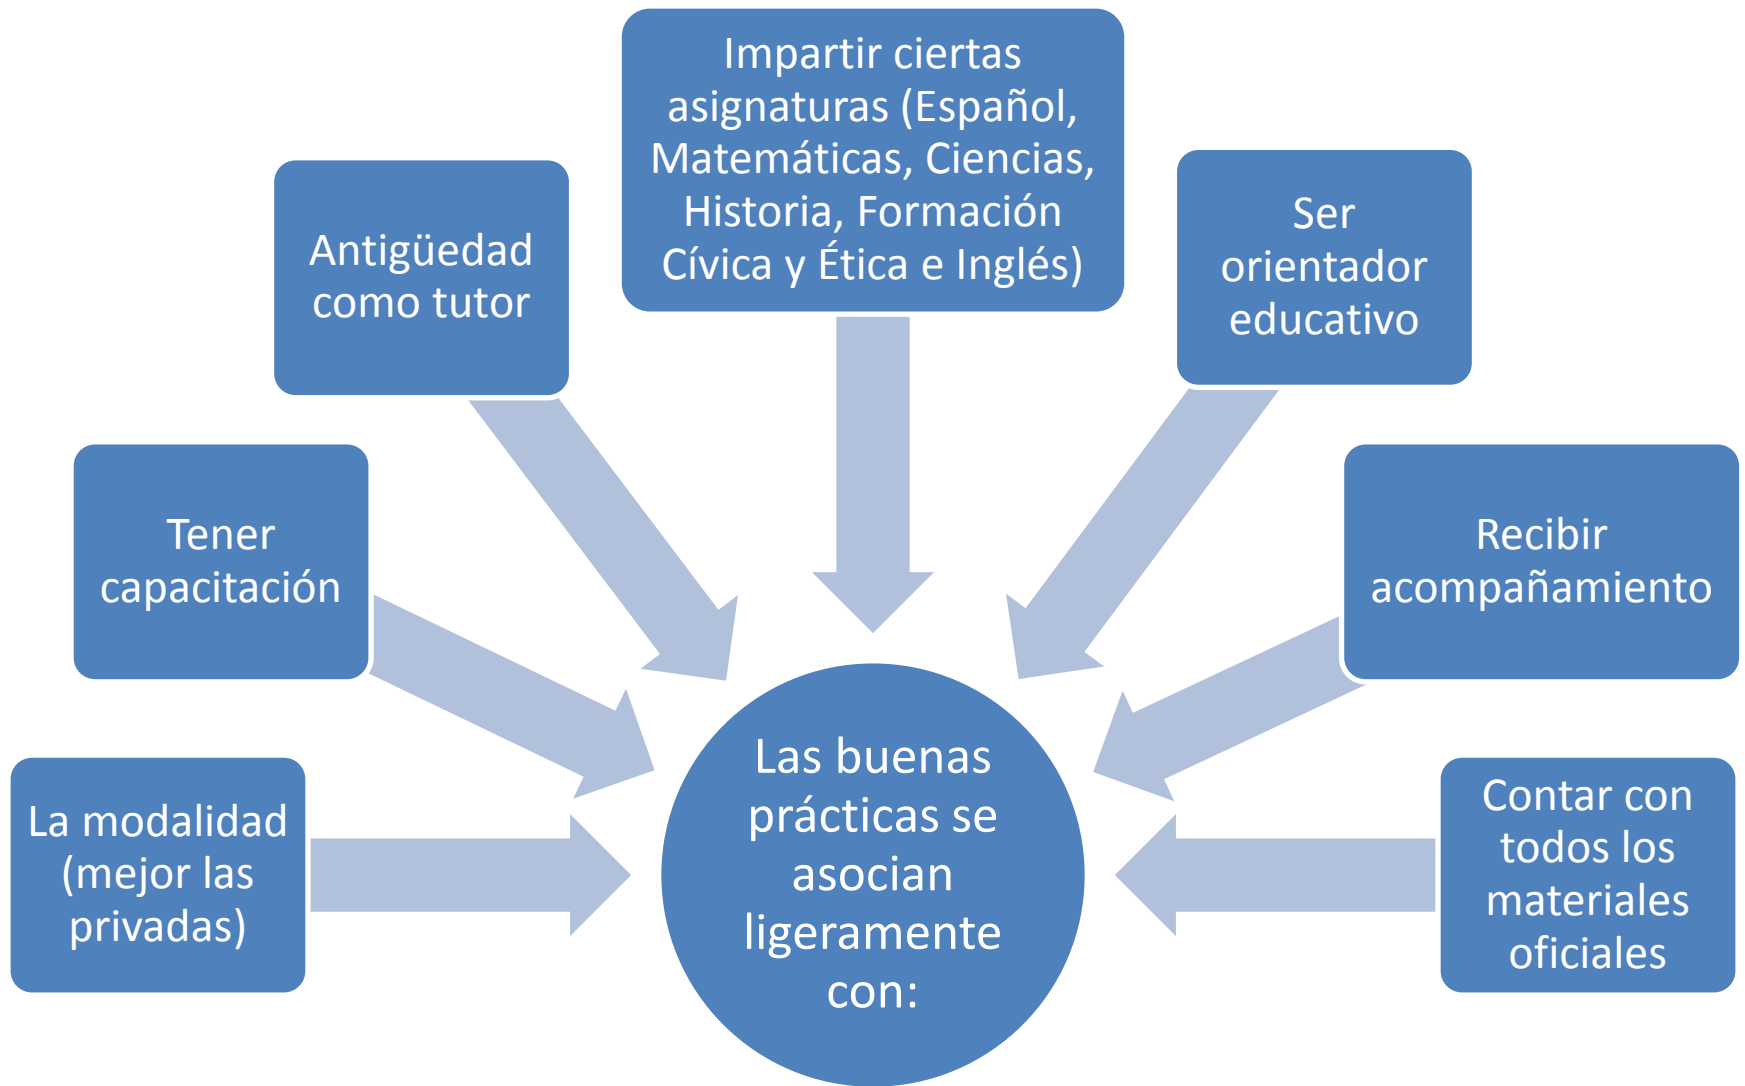 Impartir ciertas
asignaturas (Español,
Matemáticas, Ciencias,
Historia, Formación
Cívica y Ética e Inglés)
Antigüedad
como tutor
Ser
orientador
educativo
Tener
capacitación
Recibir
acompañamiento
La modalidad
(mejor las
privadas)
Las buenas
prácticas se
asocian
ligeramente
con:
Contar con
todos los
materiales
oficiales